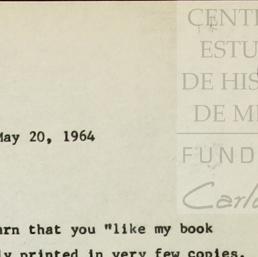 CENT
ESTU
DE HIS
DE M
May 20, 1964
FUND
Carlo
arn that you "like my book
ly printed in very few copies.